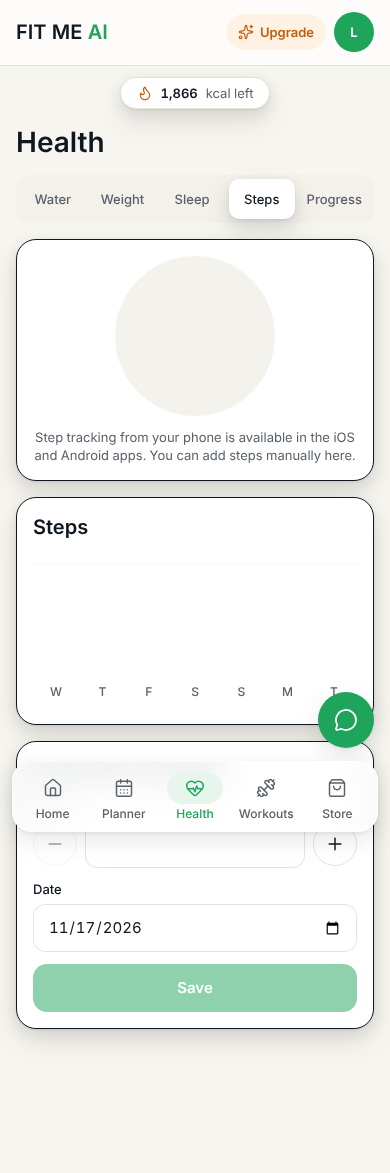 FIT ME AI
Upgrade
L
1,866 kcal left
Health
Water Weight Sleep Steps Progress
Step tracking from your phone is available in the iOS
and Android apps. You can add steps manually here.
Steps
W T F S S M T
Home Planner Health Workouts Store
Date
11/17/2026
Save